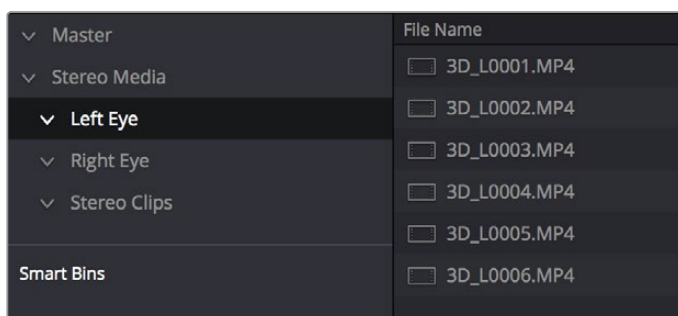 Master
Stereo Media
Left Eye
Right Eye
Stereo Clips
Smart Bins
File Name
3D_L0001.MP4
3D_L0002.MP4
3D_L0003.MP4
3D_L0004.MP4
3D_L0005.MP4
3D_L0006.MP4